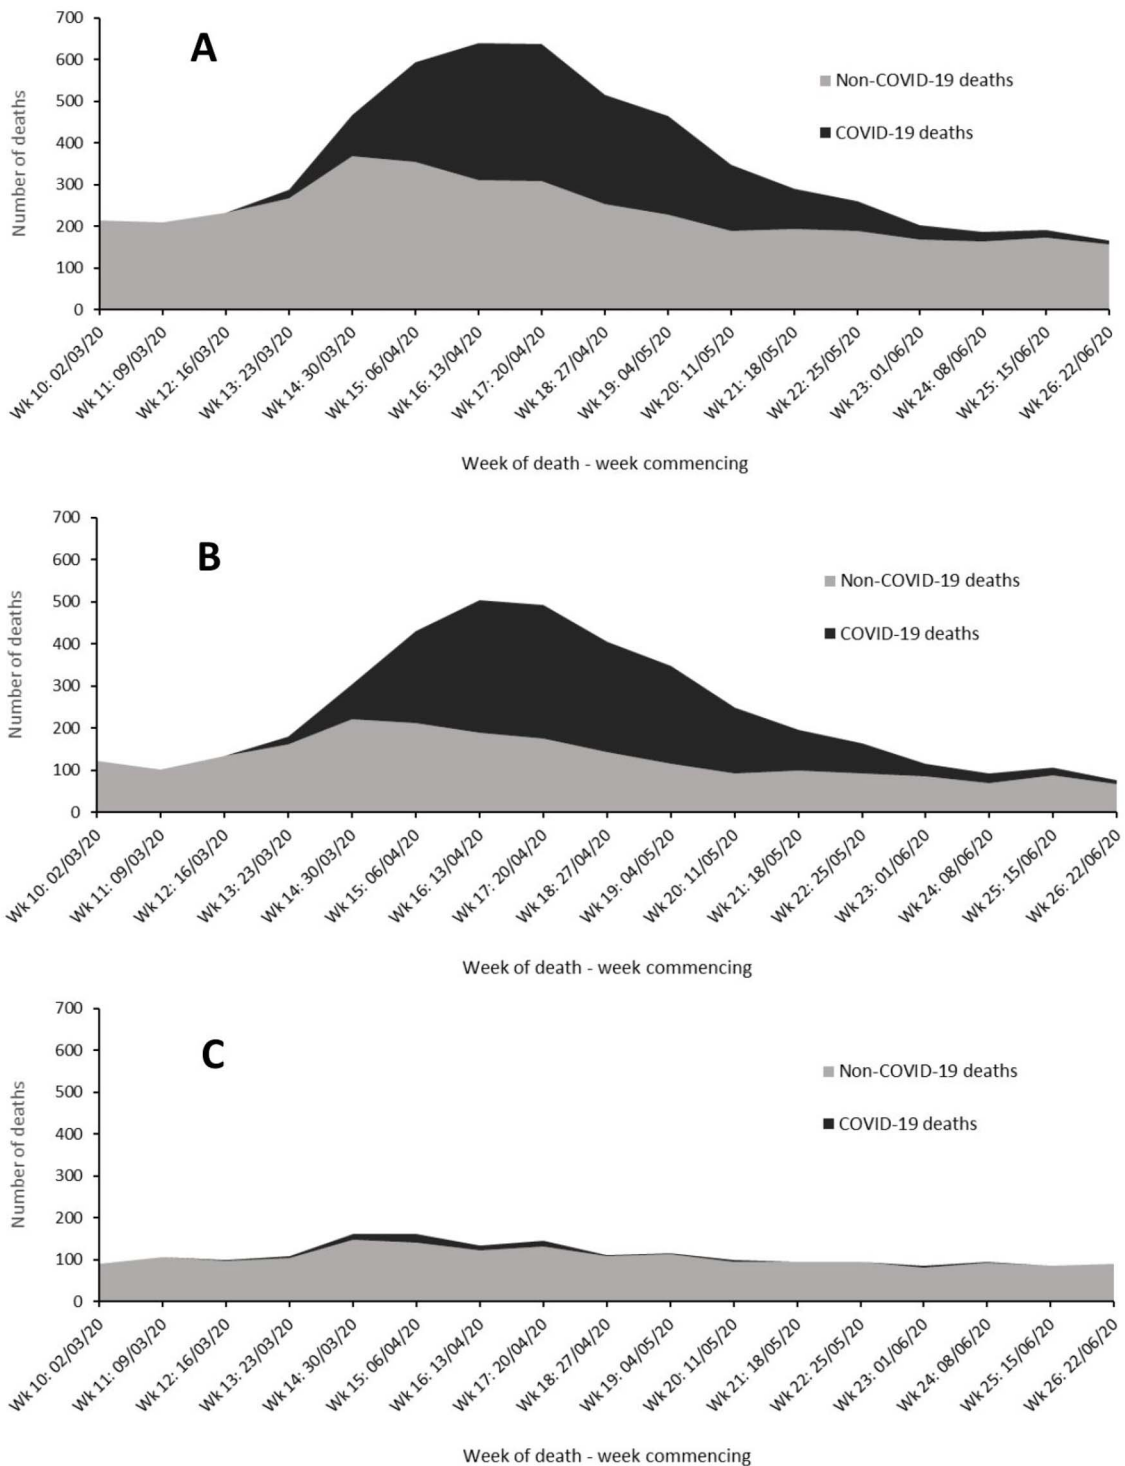 A
700
600
500
400
300
200
100
0
Number of deaths
Non-COVID-19 deaths
COVID-19 deaths
Wk 10: 02/03/20
Wk 11: 09/03/20
Wk 12: 16/03/20
Wk 13: 23/03/20
Wk 14: 30/03/20
Wk 15: 06/04/20
Wk 16: 13/04/20
Wk 17: 20/04/20
Wk 18: 27/04/20
Wk 19: 04/05/20
Wk 20: 11/05/20
Wk 21: 18/05/20
Wk 22: 25/05/20
Wk 23: 01/06/20
Wk 24: 08/06/20
Wk 25: 15/06/20
Wk 26: 22/06/20
Week of death - week commencing
B
700
600
500
400
300
200
100
0
Number of deaths
Non-COVID-19 deaths
COVID-19 deaths
Wk 10: 02/03/20
Wk 11: 09/03/20
Wk 12: 16/03/20
Wk 13: 23/03/20
Wk 14: 30/03/20
Wk 15: 06/04/20
Wk 16: 13/04/20
Wk 17: 20/04/20
Wk 18: 27/04/20
Wk 19: 04/05/20
Wk 20: 11/05/20
Wk 21: 18/05/20
Wk 22: 25/05/20
Wk 23: 01/06/20
Wk 24: 08/06/20
Wk 25: 15/06/20
Wk 26: 22/06/20
Week of death - week commencing
C
700
600
500
400
300
200
100
0
Number of deaths
Non-COVID-19 deaths
COVID-19 deaths
Wk 10: 02/03/20
Wk 11: 09/03/20
Wk 12: 16/03/20
Wk 13: 23/03/20
Wk 14: 30/03/20
Wk 15: 06/04/20
Wk 16: 13/04/20
Wk 17: 20/04/20
Wk 18: 27/04/20
Wk 19: 04/05/20
Wk 20: 11/05/20
Wk 21: 18/05/20
Wk 22: 25/05/20
Wk 23: 01/06/20
Wk 24: 08/06/20
Wk 25: 15/06/20
Wk 26: 22/06/20
Week of death - week commencing